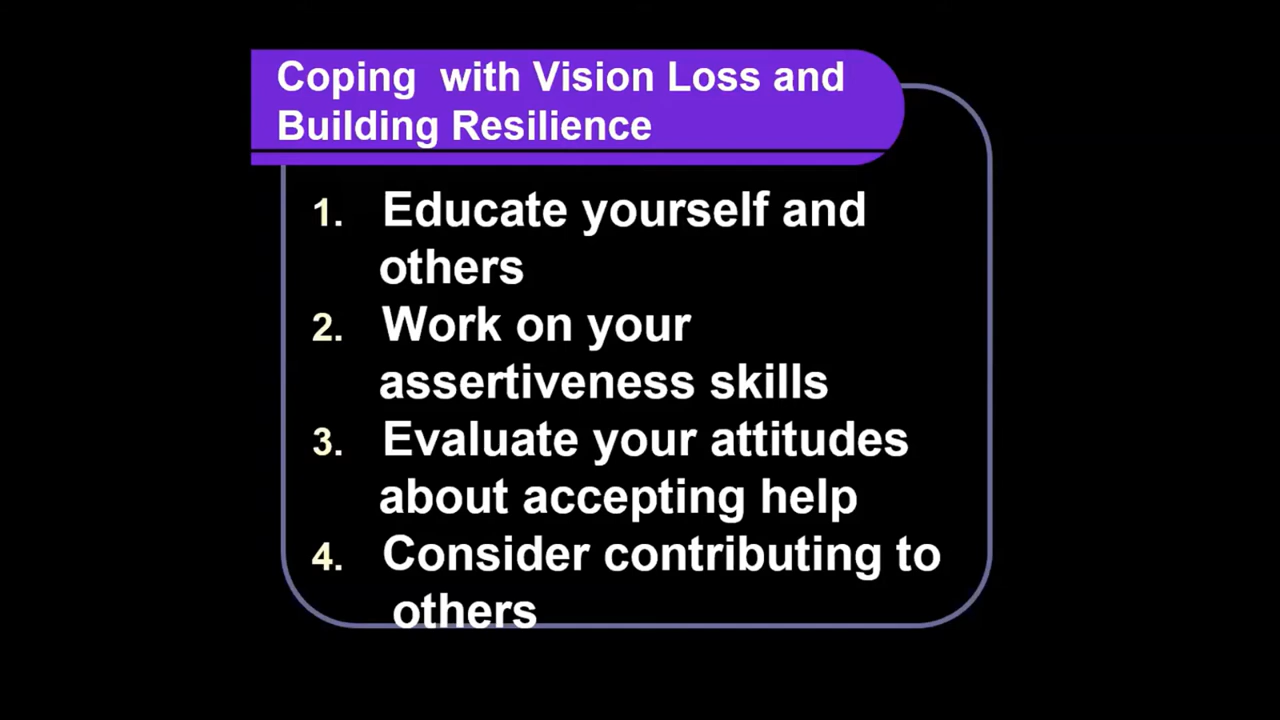 Coping  with Vision Loss and
Building Resilience
1. Educate yourself and
others
2. Work on your
assertiveness skills
3. Evaluate your attitudes
about accepting help
4. Consider contributing to
others